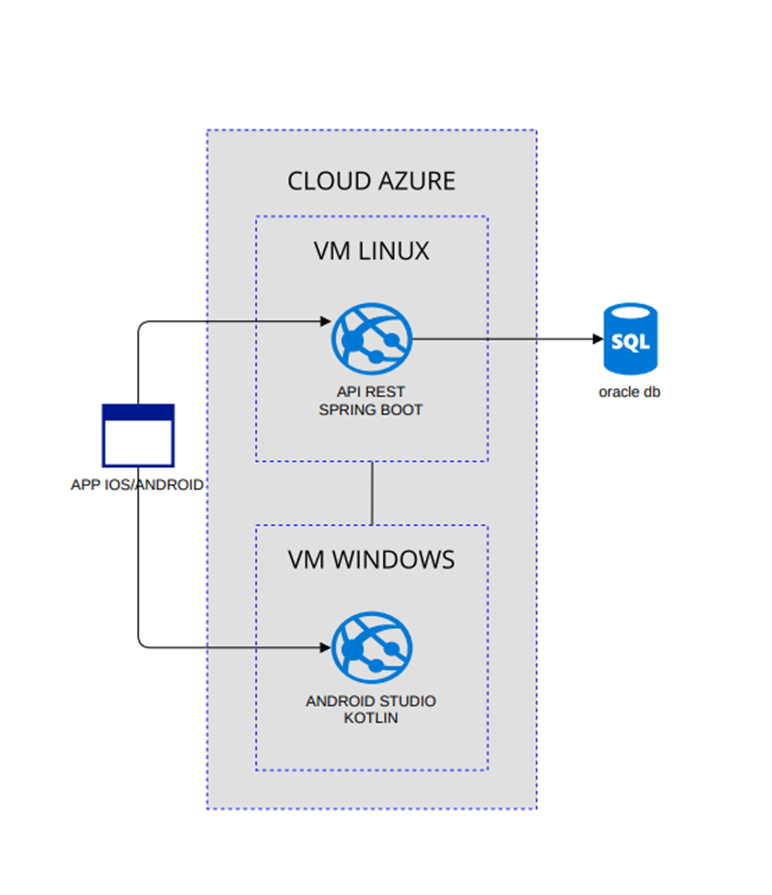 CLOUD AZURE
VM LINUX
SQL
API REST
SPRING BOOT
oracle db
APP IOS/ANDROID
VM WINDOWS
ANDROID STUDIO
KOTLIN